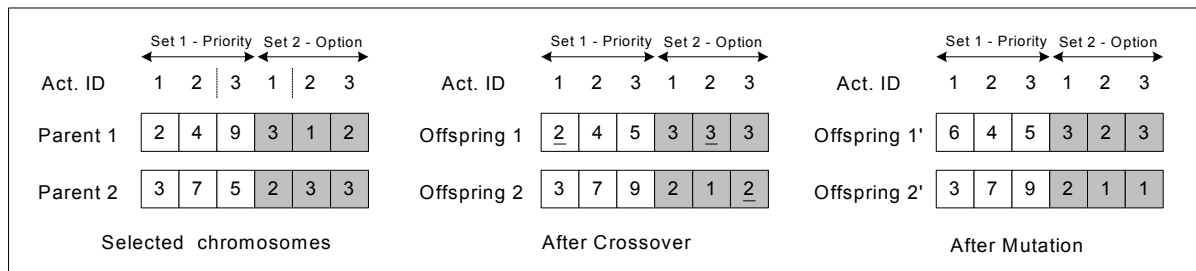 Set 1 - Priority Set 2 - Option Set 1 - Priority Set 2 - Option Set 1 - Priority Set 2 - Option
Act. ID 1 2 3 1 2 3 Act. ID 1 2 3 1 2 3 Act. ID 1 2 3 1 2 3
Parent 1 2 4 9 3 1 2 Offspring 1 2 4 5 3 3 3 Offspring 1' 6 4 5 3 2 3
Parent 2 3 7 5 2 3 3 Offspring 2 3 7 9 2 1 2 Offspring 2' 3 7 9 2 1 1
Selected chromosomes After Crossover After Mutation